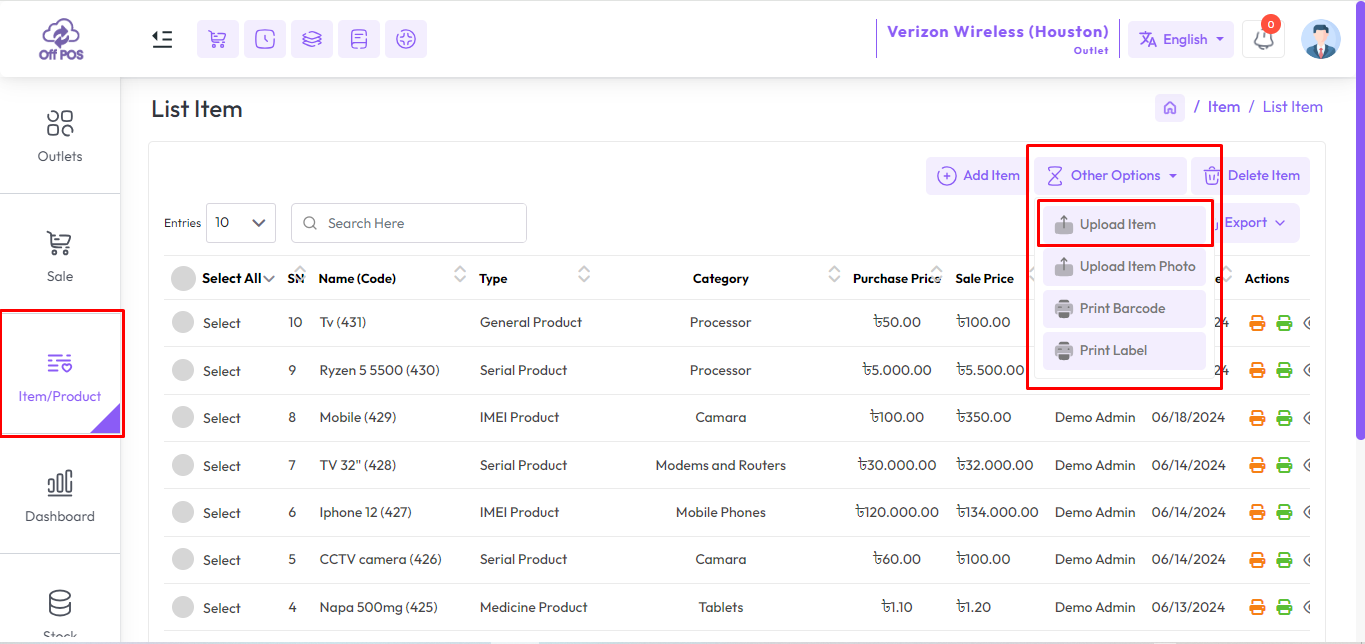 Off POS
Verizon Wireless (Houston)
Outlet
English
0
Outlets
Sale
Item/Product
Dashboard
Stock
List Item
/ Item / List Item
Add Item
Other Options
Delete Item
Entries 10
Search Here
Export
Upload Item
Upload Item Photo
Print Barcode
Print Label
Select All SN Name (Code) Type Category Purchase Price Sale Price Actions
Select 10 Tv (431) General Product Processor ৳50.00 ৳100.00 24
Select 9 Ryzen 5 5500 (430) Serial Product Processor ৳5.000.00 ৳5.500.00 24
Select 8 Mobile (429) IMEI Product Camara ৳100.00 ৳350.00 Demo Admin 06/18/2024
Select 7 TV 32" (428) Serial Product Modems and Routers ৳30.000.00 ৳32.000.00 Demo Admin 06/14/2024
Select 6 Iphone 12 (427) IMEI Product Mobile Phones ৳120.000.00 ৳134.000.00 Demo Admin 06/14/2024
Select 5 CCTV camera (426) Serial Product Camara ৳60.00 ৳100.00 Demo Admin 06/14/2024
Select 4 Napa 500mg (425) Medicine Product Tablets ৳1.10 ৳1.20 Demo Admin 06/13/2024